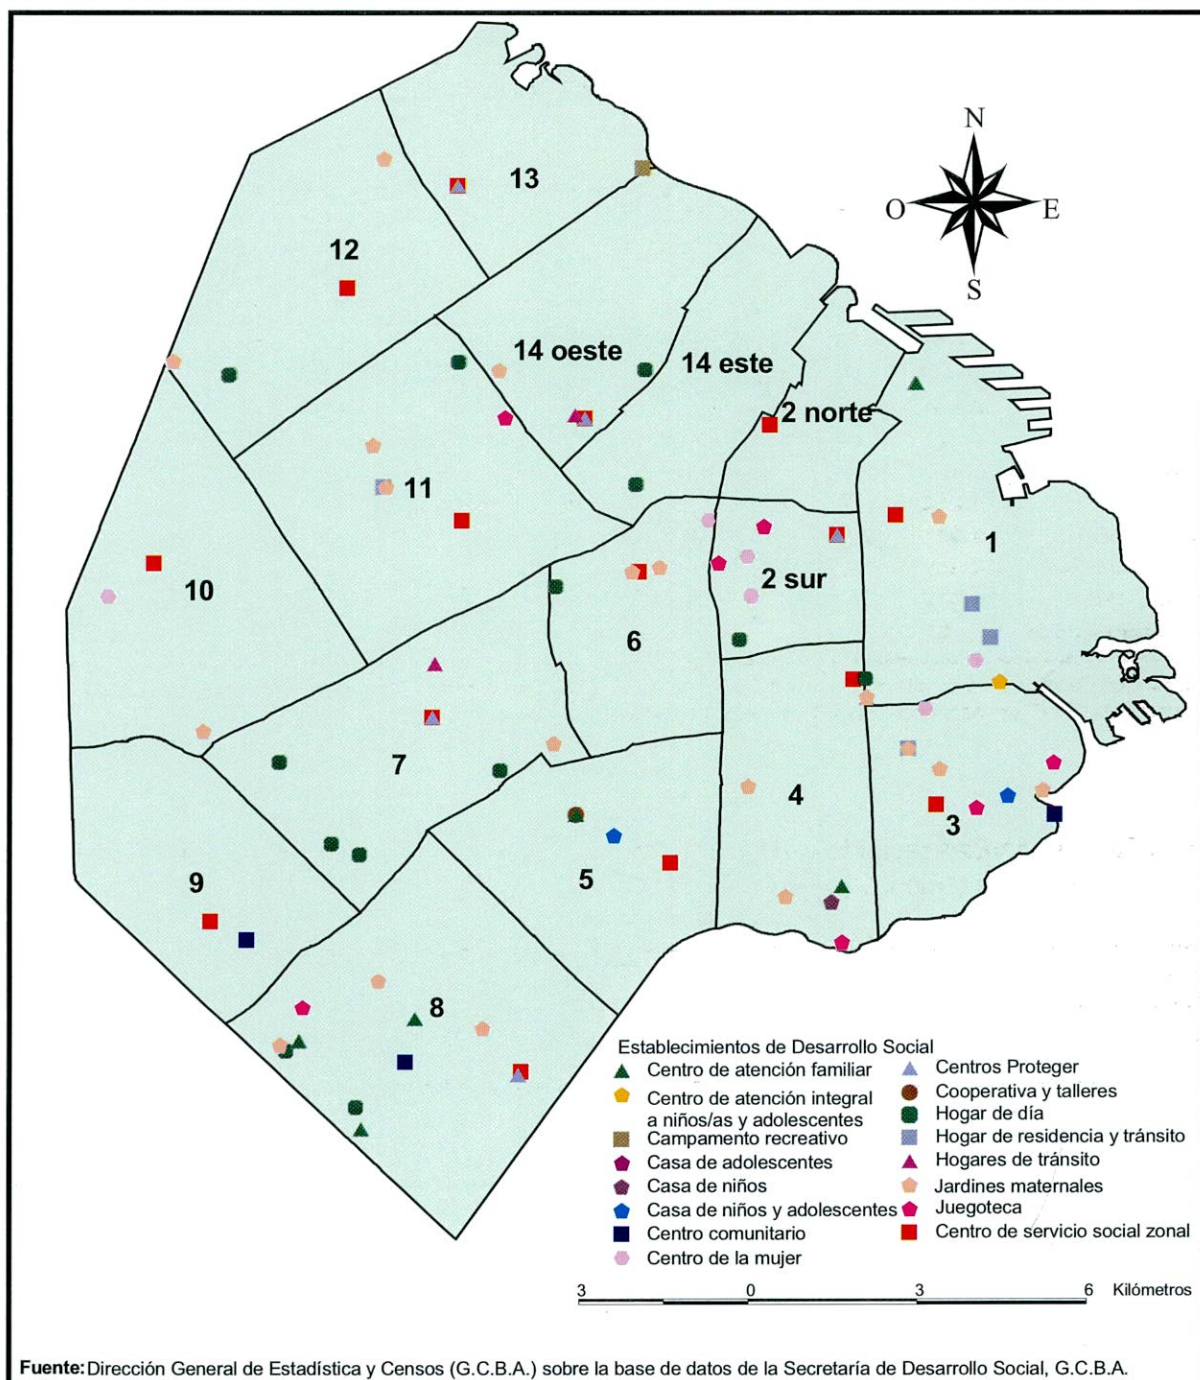 N
O
E
S
13
12
14 oeste
14 este
2 norte
11
1
10
2 sur
6
7
4
3
9
5
8
Establecimientos de Desarrollo Social
Centro de atención familiar
Centro de atención integral
a niños/as y adolescentes
Campamento recreativo
Casa de adolescentes
Casa de niños
Casa de niños y adolescentes
Centro comunitario
Centro de la mujer
Centros Proteger
Cooperativa y talleres
Hogar de día
Hogar de residencia y tránsito
Hogares de tránsito
Jardines maternales
Juegoteca
Centro de servicio social zonal
3 0 3 6 Kilómetros
Fuente: Dirección General de Estadística y Censos (G.C.B.A.) sobre la base de datos de la Secretaría de Desarrollo Social, G.C.B.A.